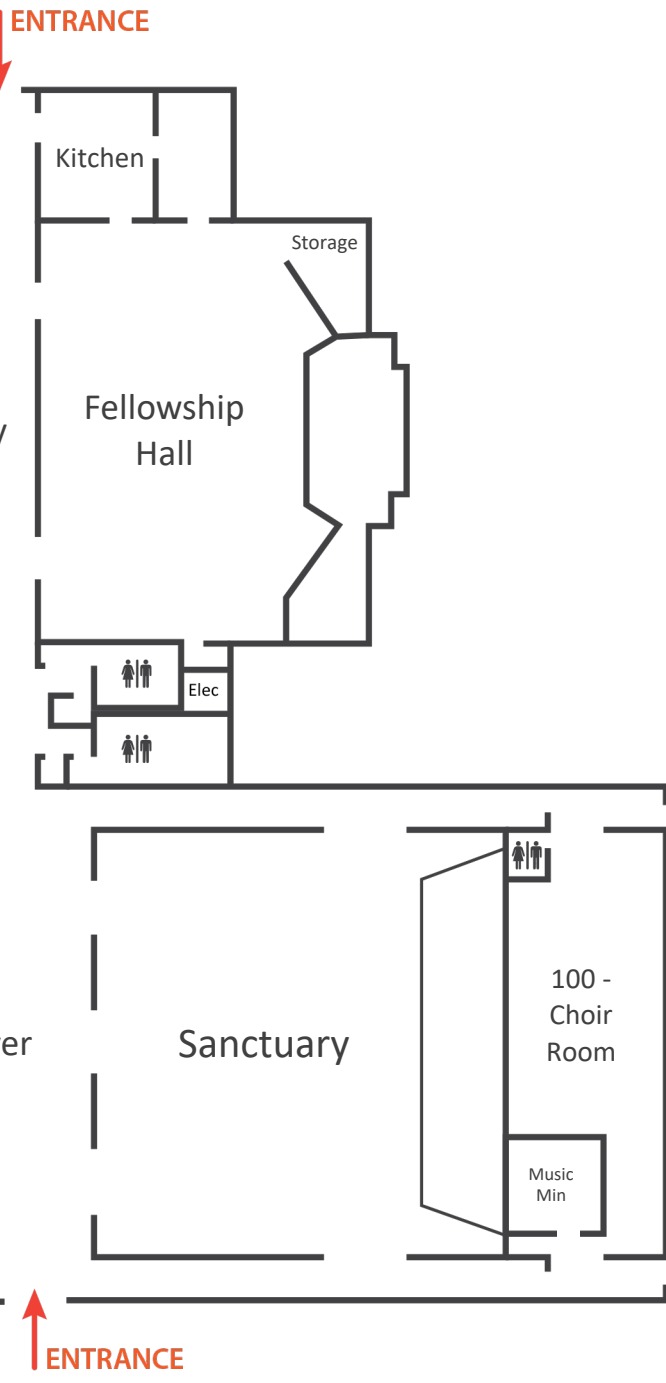 ENTRANCE
Kitchen
Storage
Fellowship
Hall
Elec
100 -
Choir
Room
Sanctuary
Music
Min
ENTRANCE